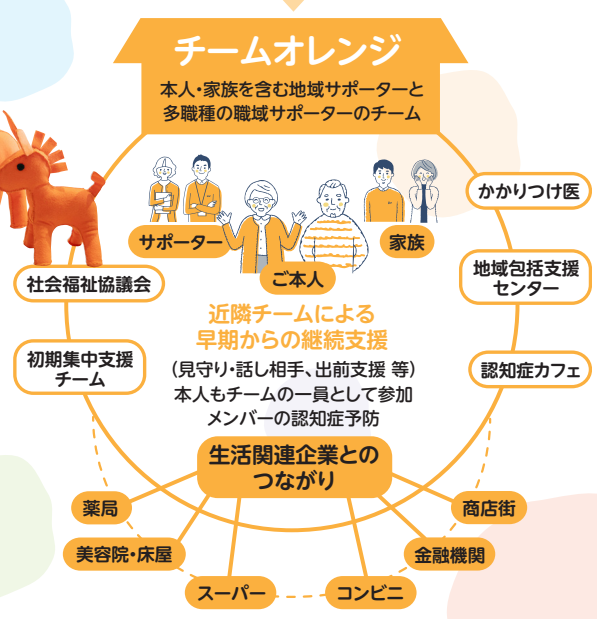 チームオレンジ
本人・家族を含む地域サポーターと
多職種の職域サポーターのチーム
かかりつけ医
サポーター
家族
ご本人
社会福祉協議会
地域包括支援
センター
近隣チームによる
早期からの継続支援
(見守り・話し相手、出前支援 等)
本人もチームの一員として参加
メンバーの認知症予防
初期集中支援
チーム
認知症カフェ
生活関連企業との
つながり
薬局
商店街
美容院・床屋
金融機関
スーパー
コンビニ